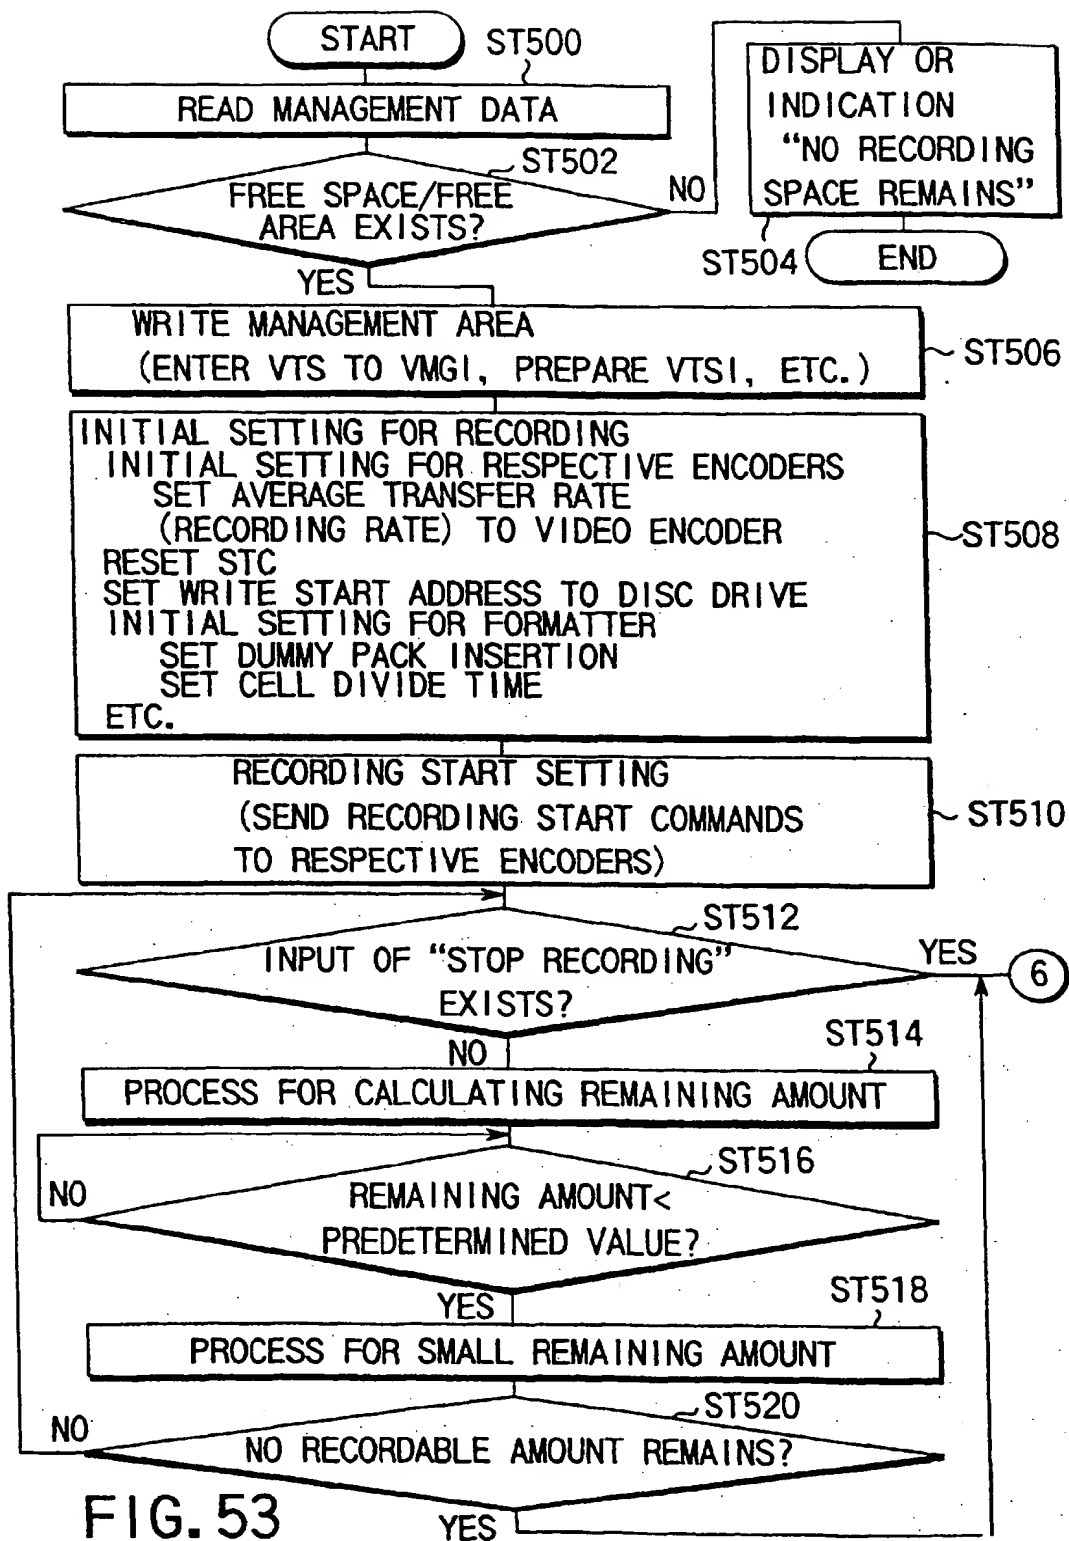 START
ST500
READ MANAGEMENT DATA
ST502
FREE SPACE/FREE
AREA EXISTS?
NO
DISPLAY OR
INDICATION
“NO RECORDING
SPACE REMAINS”
ST504
END
YES
WRITE MANAGEMENT AREA
(ENTER VTS TO VMGI, PREPARE VTSI, ETC.)
ST506
INITIAL SETTING FOR RECORDING
INITIAL SETTING FOR RESPECTIVE ENCODERS
SET AVERAGE TRANSFER RATE
(RECORDING RATE) TO VIDEO ENCODER
RESET STC
SET WRITE START ADDRESS TO DISC DRIVE
INITIAL SETTING FOR FORMATTER
SET DUMMY PACK INSERTION
SET CELL DIVIDE TIME
ETC.
ST508
RECORDING START SETTING
(SEND RECORDING START COMMANDS
TO RESPECTIVE ENCODERS)
ST510
ST512
INPUT OF “STOP RECORDING”
EXISTS?
YES
6
NO
ST514
PROCESS FOR CALCULATING REMAINING AMOUNT
ST516
NO
REMAINING AMOUNT<
PREDETERMINED VALUE?
YES
ST518
PROCESS FOR SMALL REMAINING AMOUNT
ST520
NO
NO RECORDABLE AMOUNT REMAINS?
YES
FIG. 53